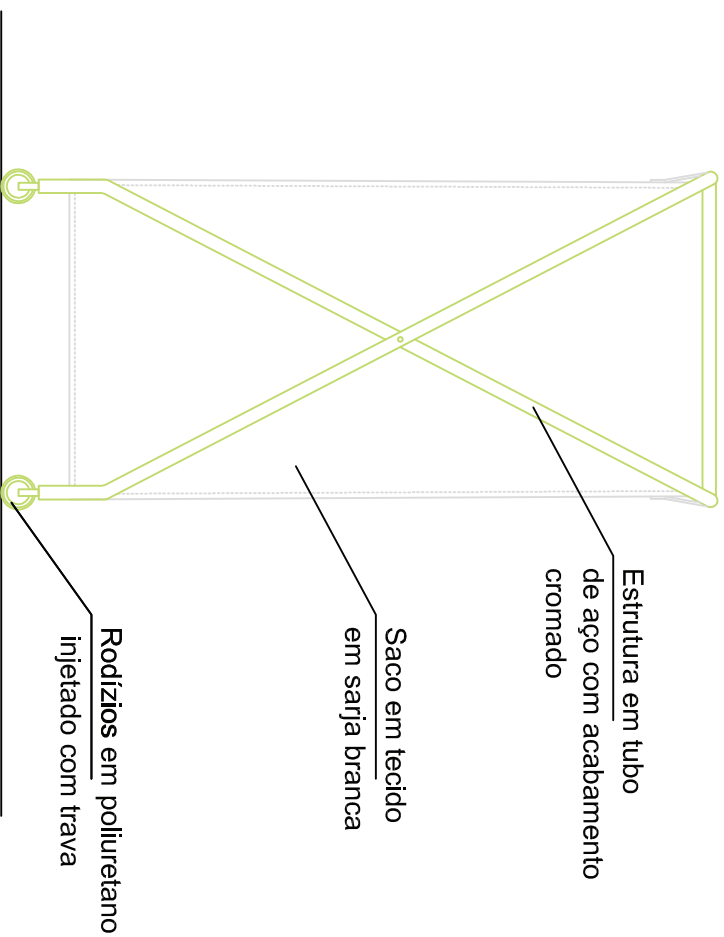 Estrutura em tubo
de aço com acabamento
cromado
Saco em tecido
em sarja branca
Rodízios em poliuretano
injetado com trava